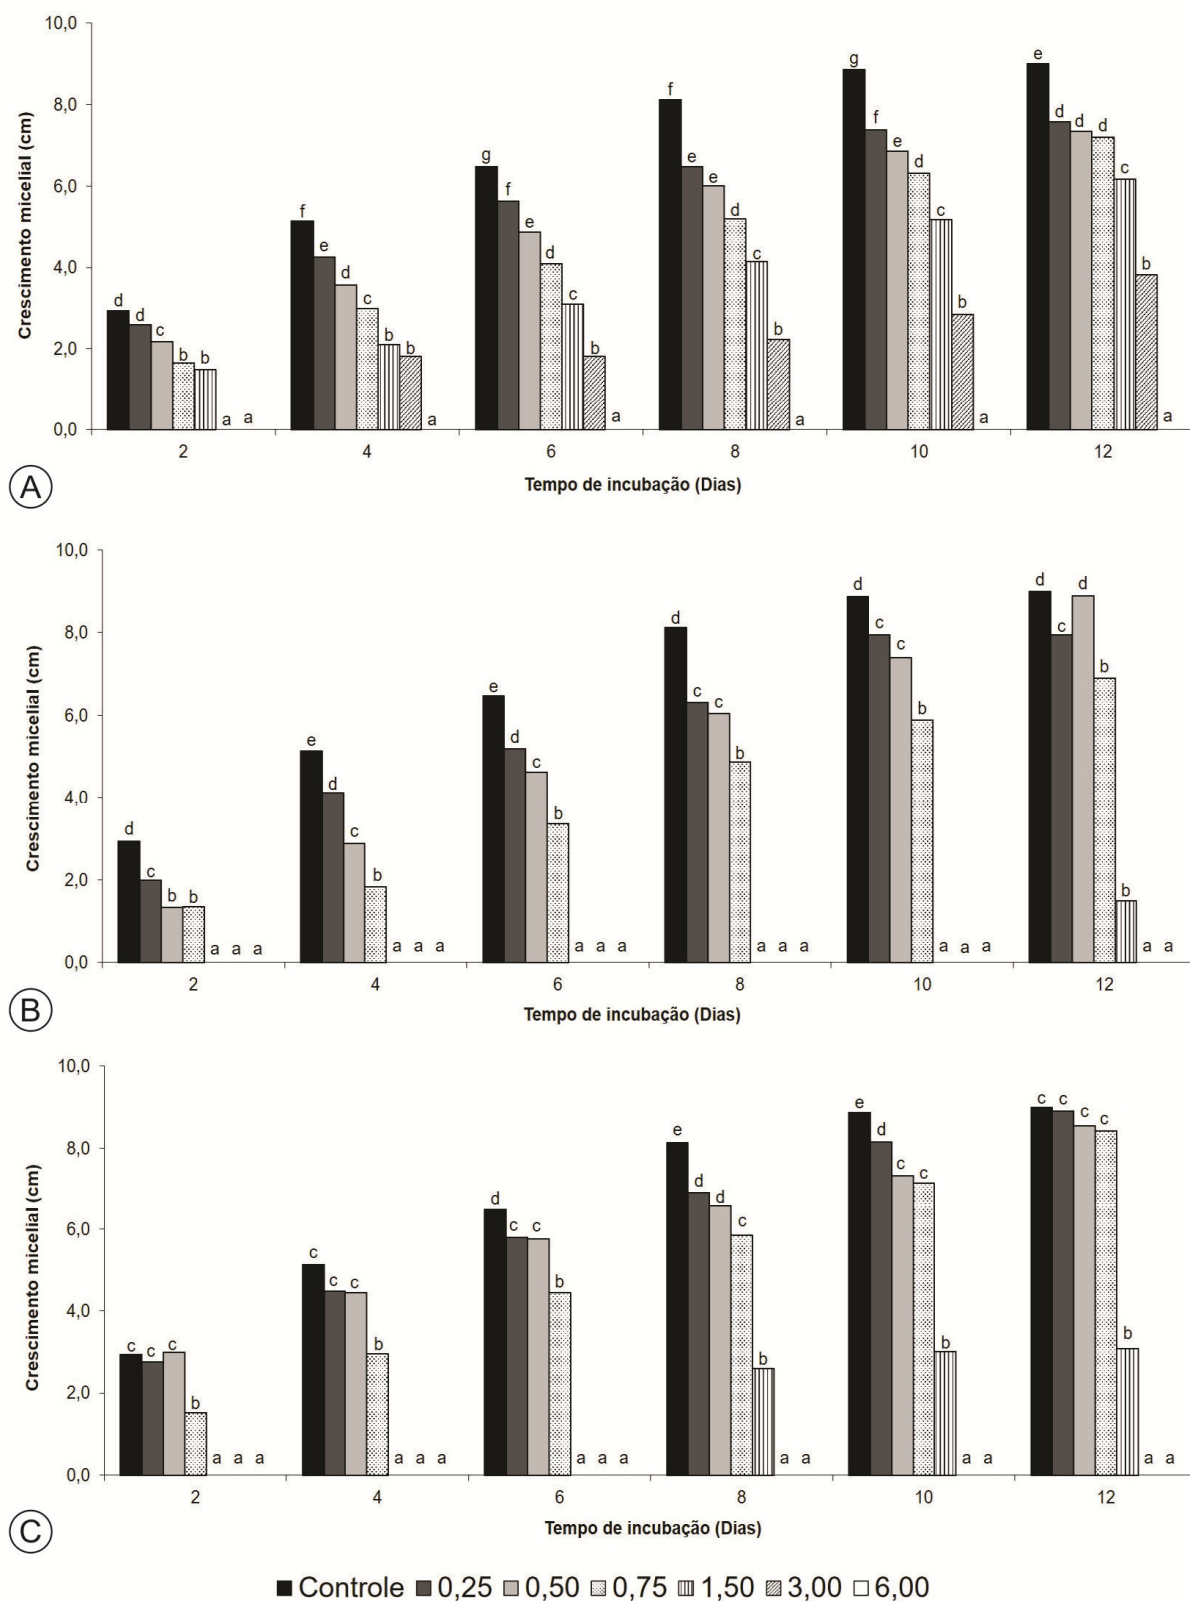 10,0
8,0
6,0
4,0
2,0
0,0
Crescimento micelial (cm)
d d c b b a a
f e d c b b a
g f e d c b a
f e e d c b a
g f e d c b a
e d d d c b a
2 4 6 8 10 12
Tempo de incubação (Dias)
A
10,0
8,0
6,0
4,0
2,0
0,0
Crescimento micelial (cm)
d c b b a a a
e d c b a a a
e d c b a a a
d c c b a a a
d c c b a a a
d c d b b a a
2 4 6 8 10 12
Tempo de incubação (Dias)
B
10,0
8,0
6,0
4,0
2,0
0,0
Crescimento micelial (cm)
c c c b a a a
c c c b a a a
d c c b a a a
e d d c b a a
e d c c b a a
c c c c b a a
2 4 6 8 10 12
Tempo de incubação (Dias)
C
Controle 0,25 0,50 0,75 1,50 3,00 6,00